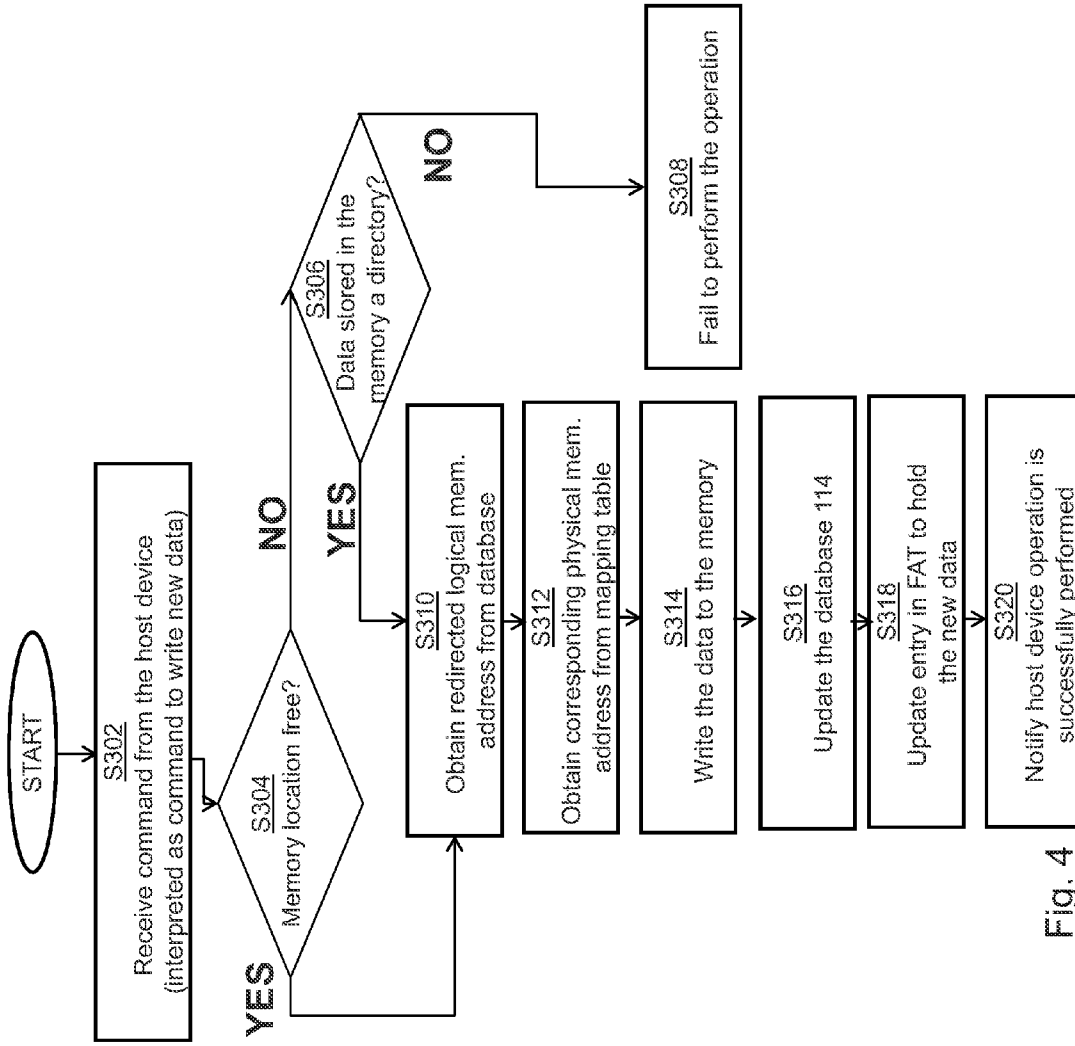 START
S302
Receive command from the host device
(interpreted as command to write new data)
S304
Memory location free?
YES
NO
S306
Data stored in the
memory a directory?
YES
NO
S308
Fail to perform the operation
S310
Obtain redirected logical mem.
address from database
S312
Obtain corresponding physical mem.
address from mapping table
S314
Write the data to the memory
S316
Update the database 114
S318
Update entry in FAT to hold
the new data
S320
Notify host device operation is
successfully performed
Fig. 4